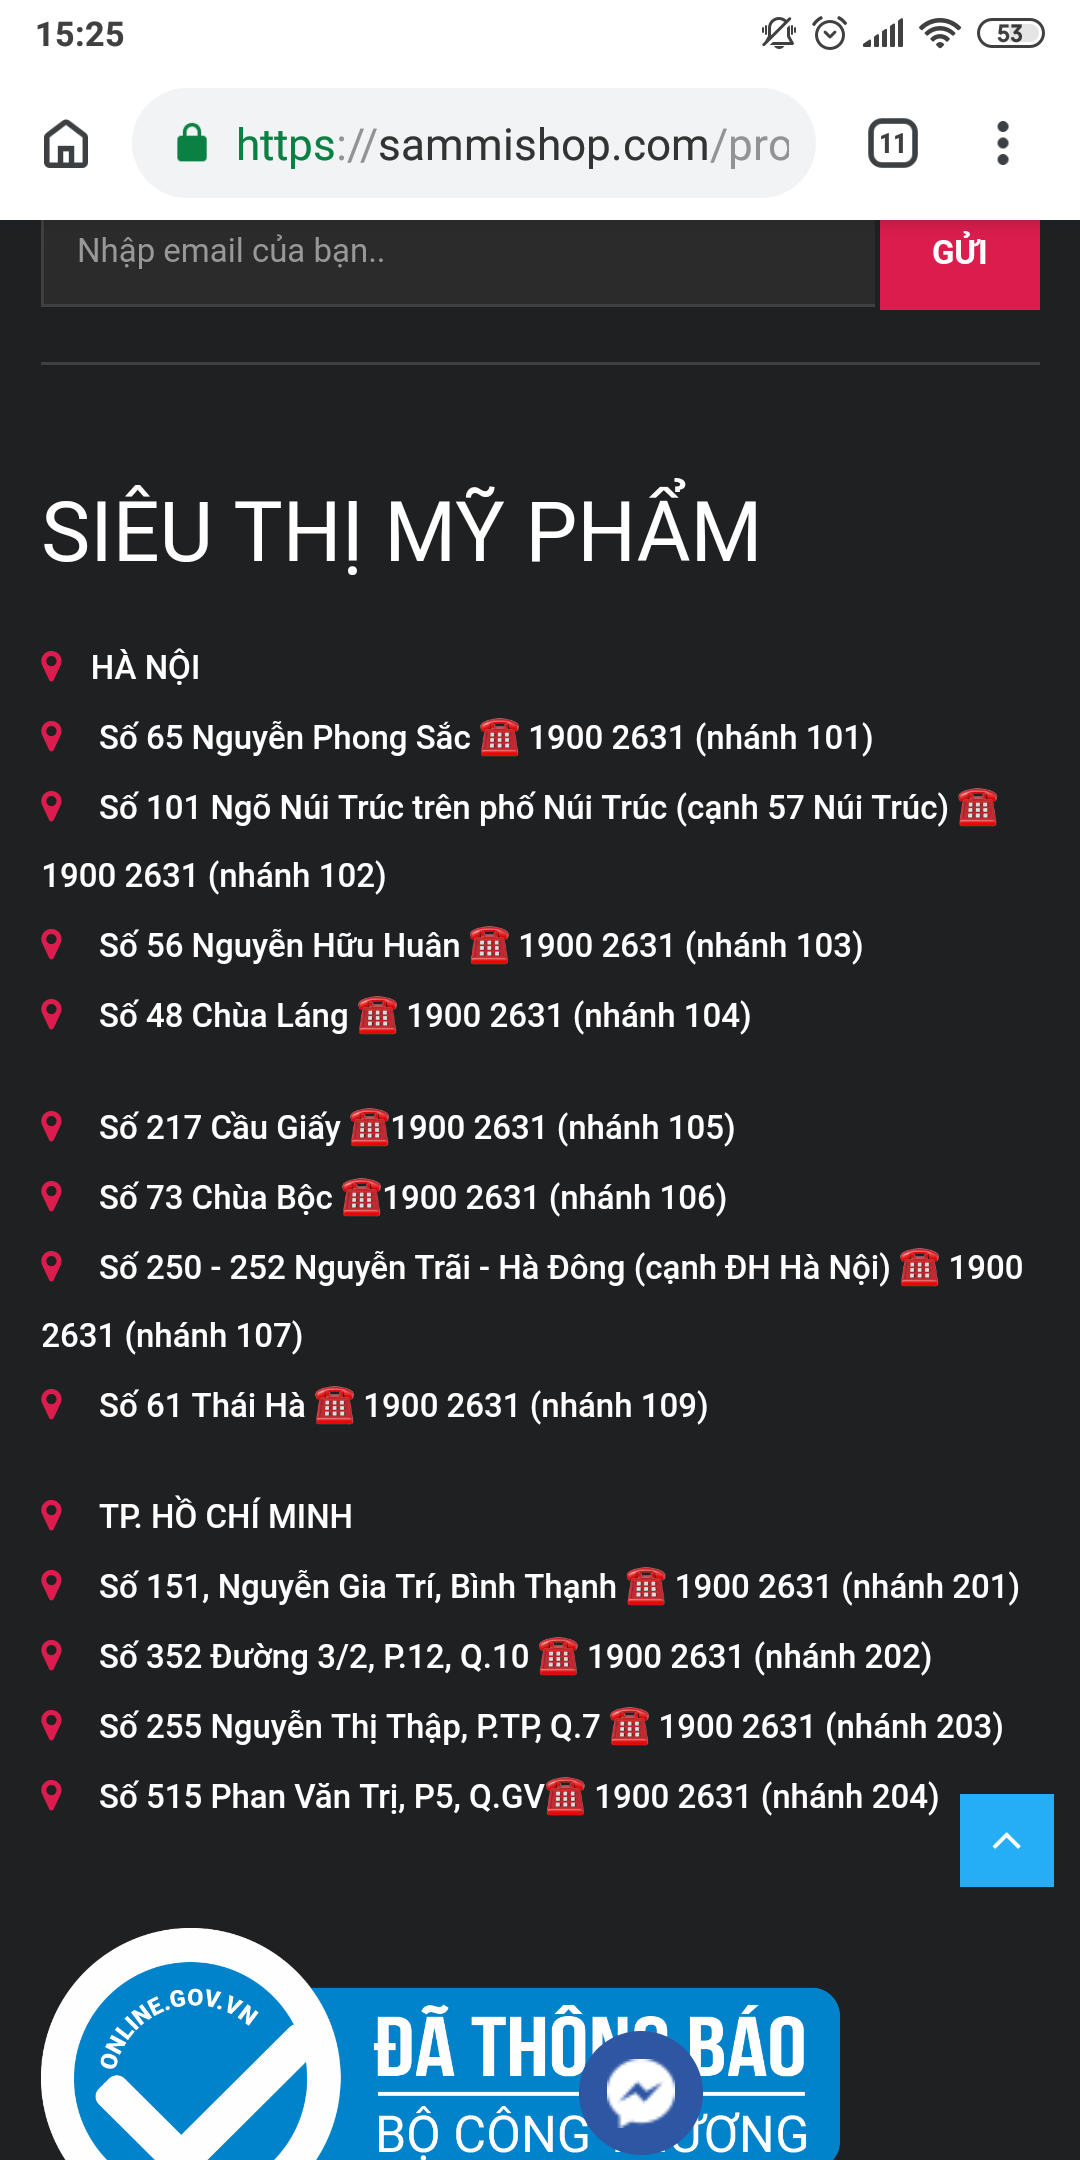 15:25
53
https://sammishop.com/pro
11
Nhập email của bạn..
GỬI
SIÊU THỊ MỸ PHẨM
HÀ NỘI
Số 65 Nguyễn Phong Sắc ☎️ 1900 2631 (nhánh 101)
Số 101 Ngõ Núi Trúc trên phố Núi Trúc (cạnh 57 Núi Trúc) ☎️
1900 2631 (nhánh 102)
Số 56 Nguyễn Hữu Huân ☎️ 1900 2631 (nhánh 103)
Số 48 Chùa Láng ☎️ 1900 2631 (nhánh 104)
Số 217 Cầu Giấy ☎️1900 2631 (nhánh 105)
Số 73 Chùa Bộc ☎️1900 2631 (nhánh 106)
Số 250 - 252 Nguyễn Trãi - Hà Đông (cạnh ĐH Hà Nội) ☎️ 1900
2631 (nhánh 107)
Số 61 Thái Hà ☎️ 1900 2631 (nhánh 109)
TP. HỒ CHÍ MINH
Số 151, Nguyễn Gia Trí, Bình Thạnh ☎️ 1900 2631 (nhánh 201)
Số 352 Đường 3/2, P.12, Q.10 ☎️ 1900 2631 (nhánh 202)
Số 255 Nguyễn Thị Thập, P.TP, Q.7 ☎️ 1900 2631 (nhánh 203)
Số 515 Phan Văn Trị, P5, Q.GV☎️ 1900 2631 (nhánh 204)
ONLINE.GOV.VN
ĐÃ THÔNG BÁO
BỘ CÔNG THƯƠNG